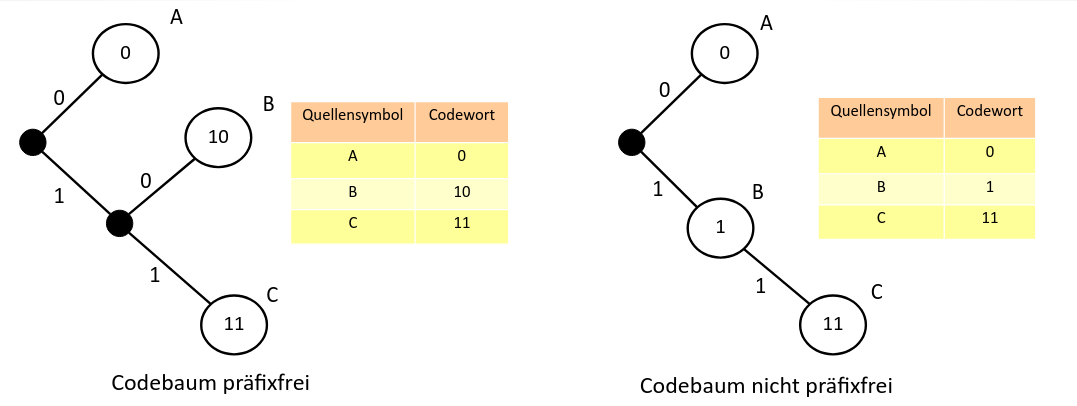 A
0
0
B
10
0
1
1
C
11
Quellensymbol Codewort
A 0
B 10
C 11
Codebaum präfixfrei
A
0
0
1
B
1
1
C
11
Quellensymbol Codewort
A 0
B 1
C 11
Codebaum nicht präfixfrei